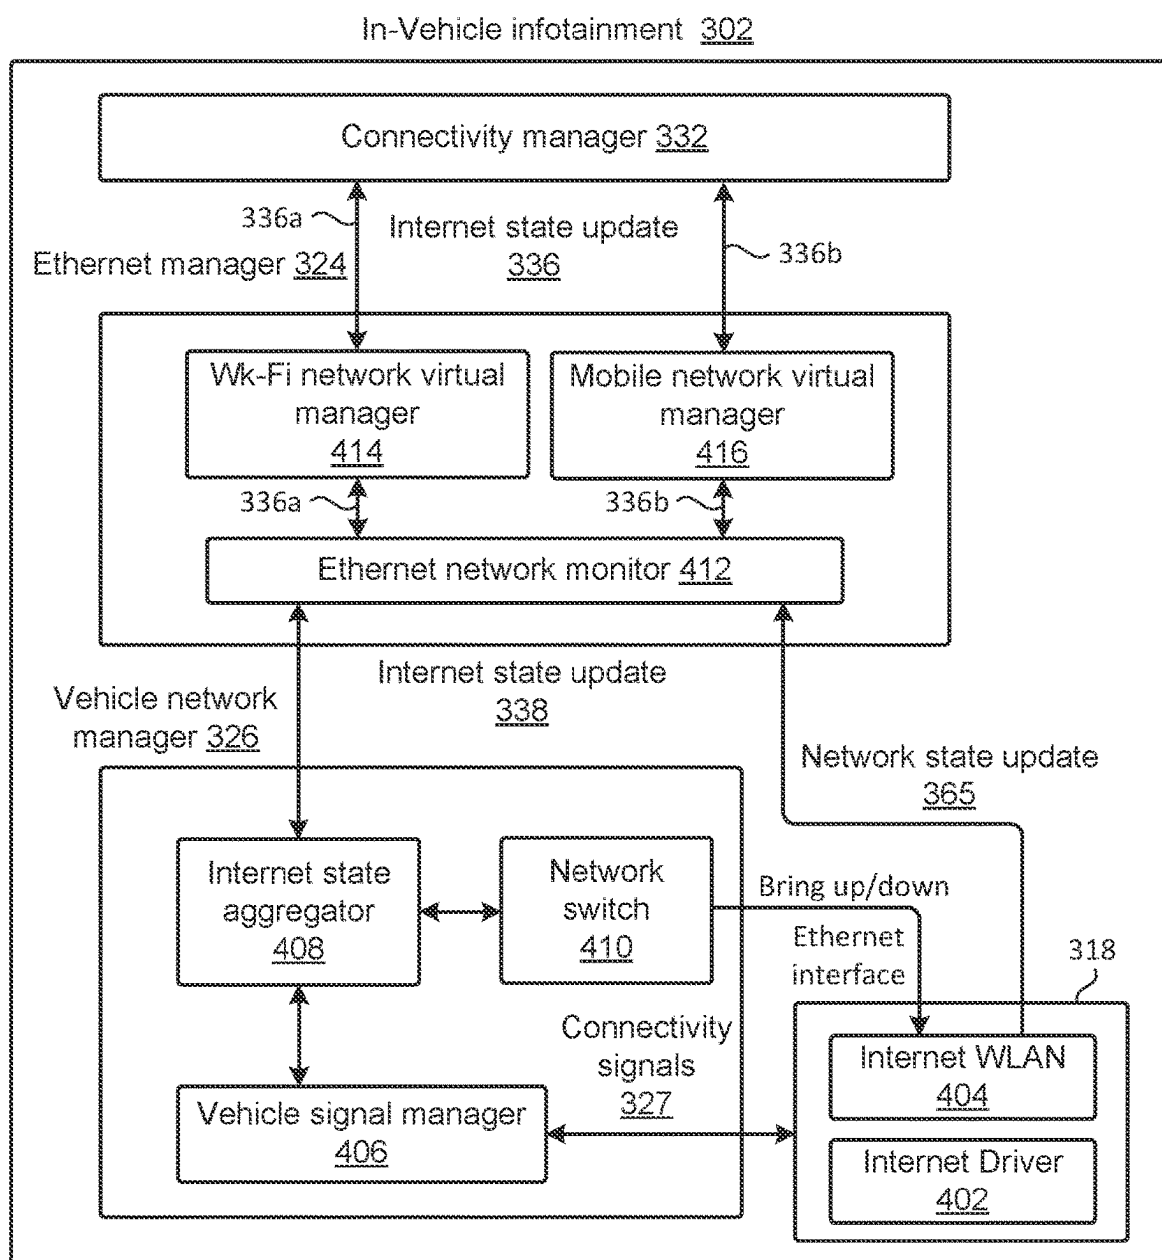 In-Vehicle infotainment 302
Connectivity manager 332
336a
Internet state update
336
336b
Ethernet manager 324
Wk-Fi network virtual
manager
414
Mobile network virtual
manager
416
336a
336b
Ethernet network monitor 412
Internet state update
338
Vehicle network
manager 326
Network state update
365
Internet state
aggregator
408
Network
switch
410
Bring up/down
Ethernet
interface
318
Connectivity
signals
327
Internet WLAN
404
Vehicle signal manager
406
Internet Driver
402